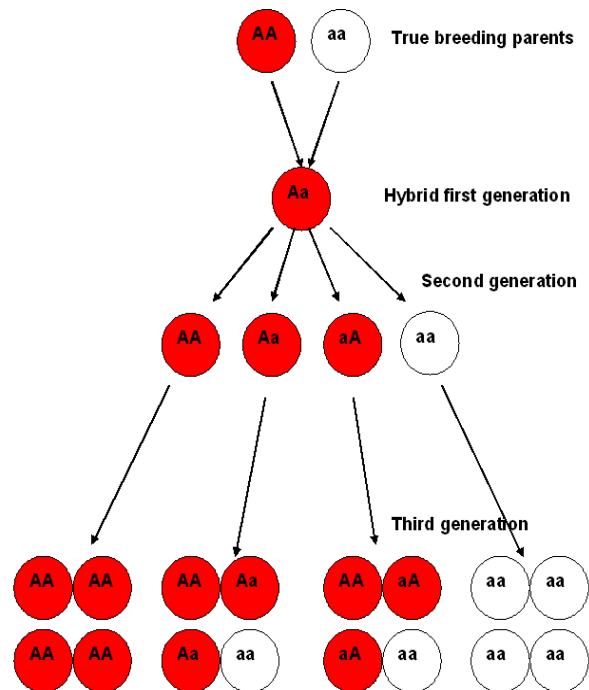 AA aa True breeding parents
Aa Hybrid first generation
Second generation
AA Aa aA aa
Third generation
AA AA AA Aa AA aA aa aa
AA AA Aa aa aA aa aa aa